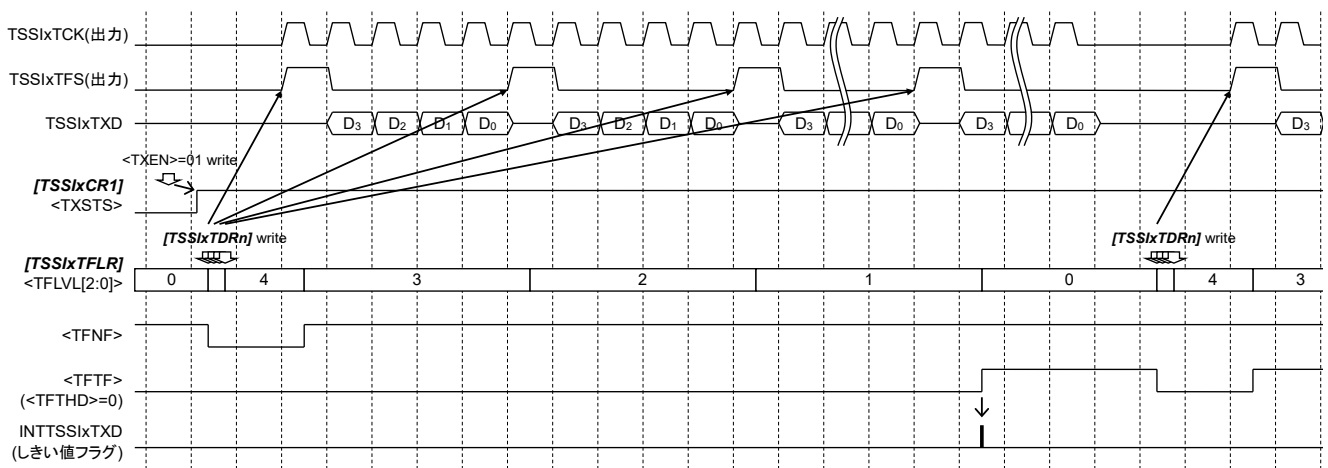 TSSIxTCK(出力)
TSSIxTFS(出力)
TSSIxTXD
D3 D2 D1 D0 D3 D2 D1 D0 D3 D0 D3 D0 D3
<TXEN>=01 write
[TSSIxCR1]
<TXSTS>
[TSSIxTDRn] write [TSSIxTDRn] write
[TSSIxTFLR]
<TFLVL[2:0]>
0 4 3 2 1 0 4 3
<TFNF>
<TFTF>
(<TFTHD>=0)
INTTSSIxTXD
(しきい値フラグ)